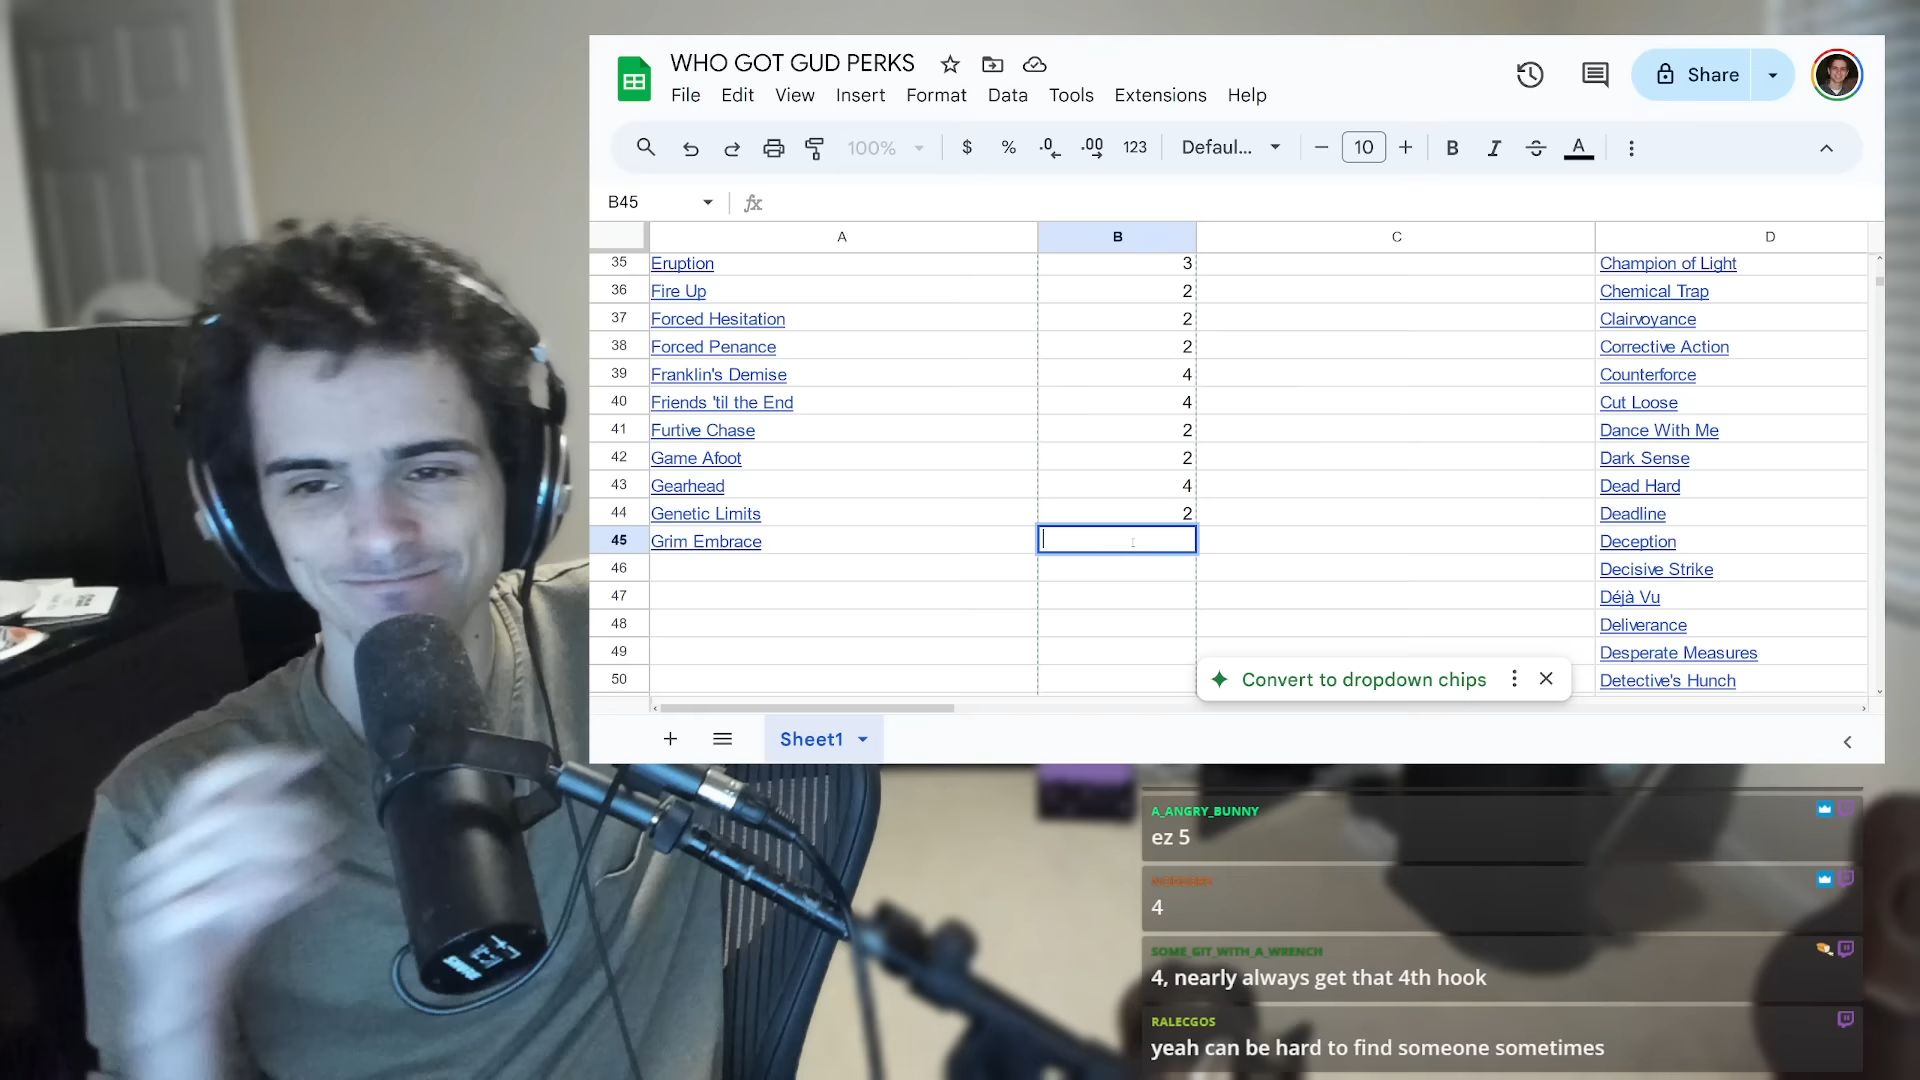 WHO GOT GUD PERKS
File Edit View Insert Format Data Tools Extensions Help
Share
100% $ % .0 .00 123 Defaul... 10 B I A
B45 fx
A B C D
35 Eruption 3 Champion of Light
36 Fire Up 2 Chemical Trap
37 Forced Hesitation 2 Clairvoyance
38 Forced Penance 2 Corrective Action
39 Franklin's Demise 4 Counterforce
40 Friends 'til the End 4 Cut Loose
41 Furtive Chase 2 Dance With Me
42 Game Afoot 2 Dark Sense
43 Gearhead 4 Dead Hard
44 Genetic Limits 2 Deadline
45 Grim Embrace Deception
46 Decisive Strike
47 Déjà Vu
48 Deliverance
49 Desperate Measures
50 Detective's Hunch
Convert to dropdown chips
Sheet1
A_ANGRY_BUNNY
ez 5
4
SOME_GIT_WITH_A_WRENCH
4, nearly always get that 4th hook
RALECGOS
yeah can be hard to find someone sometimes